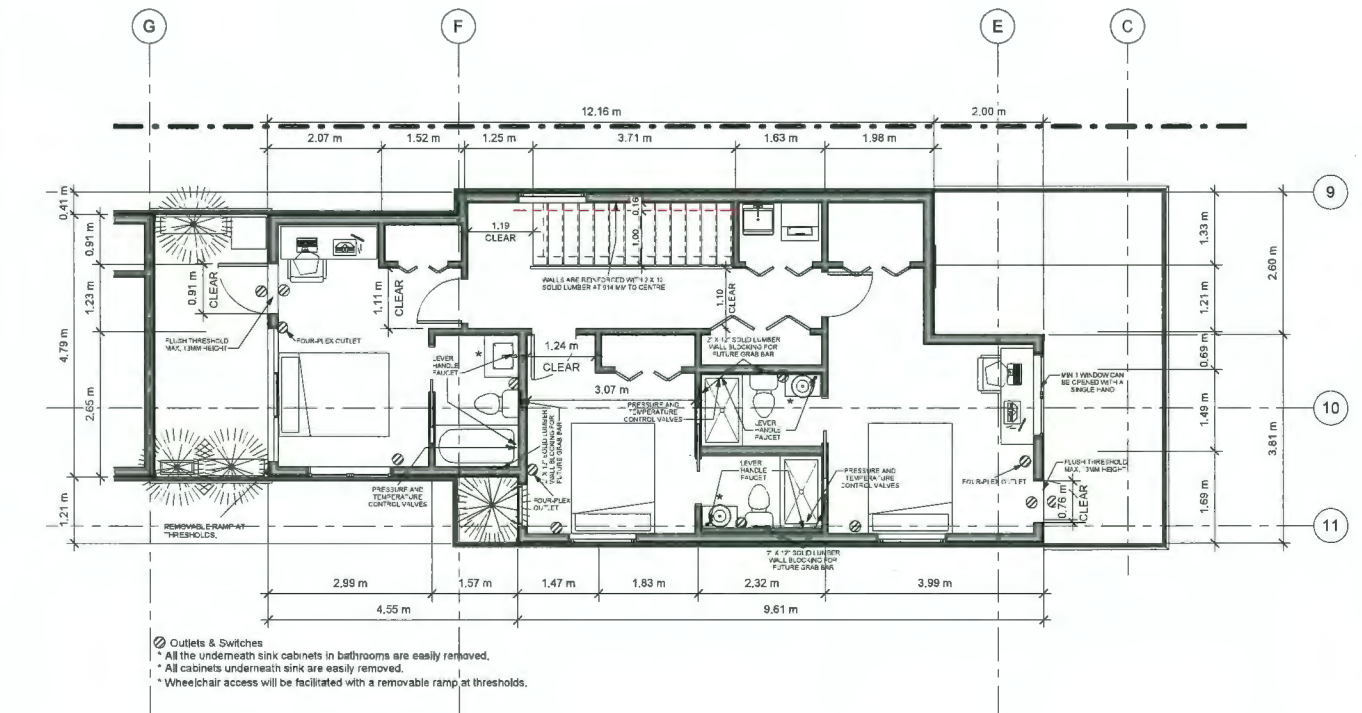 G
F
E
C
12.16 m
2.00 m
2.07 m
1.52 m
1.25 m
3.71 m
1.63 m
1.98 m
9
0.41 m
0.91 m
1.23 m
4.79 m
2.65 m
1.21 m
0.91 m
CLEAR
1.11 m
CLEAR
1.19
CLEAR
0.16
1.00
1.10
CLEAR
WALLS ARE REINFORCED WITH 2 X 12
SOLID LUMBER AT 914 MM TO CENTRE
1.33 m
2.60 m
1.21 m
0.69 m
1.49 m
3.81 m
1.69 m
FLUSH THRESHOLD
MAX. 13MM HEIGHT
FOUR-PLEX OUTLET
LEVER
HANDLE
FAUCET
*
1.24 m
CLEAR
3.07 m
2" X 12" SOLID LUMBER
WALL BLOCKING FOR
FUTURE GRAB BAR
PRESSURE AND
TEMPERATURE
CONTROL VALVES
*
LEVER
HANDLE
FAUCET
MIN 1 WINDOW CAN
BE OPENED WITH A
SINGLE HAND
10
2" X 12" SOLID LUMBER
WALL BLOCKING FOR
FUTURE GRAB BAR
LEVER
HANDLE
FAUCET
*
PRESSURE AND
TEMPERATURE
CONTROL VALVES
FLUSH THRESHOLD
MAX. 13MM HEIGHT
FOUR-PLEX OUTLET
0.76 m
CLEAR
PRESSURE AND
TEMPERATURE
CONTROL VALVES
FOUR-PLEX
OUTLET
REMOVABLE RAMP AT
THRESHOLDS.
11
2" X 12" SOLID LUMBER
WALL BLOCKING FOR
FUTURE GRAB BAR
2.99 m
1.57 m
1.47 m
1.83 m
2.32 m
3.99 m
4.55 m
9.61 m
Outlets & Switches
* All the underneath sink cabinets in bathrooms are easily removed.
* All cabinets underneath sink are easily removed.
* Wheelchair access will be facilitated with a removable ramp at thresholds.